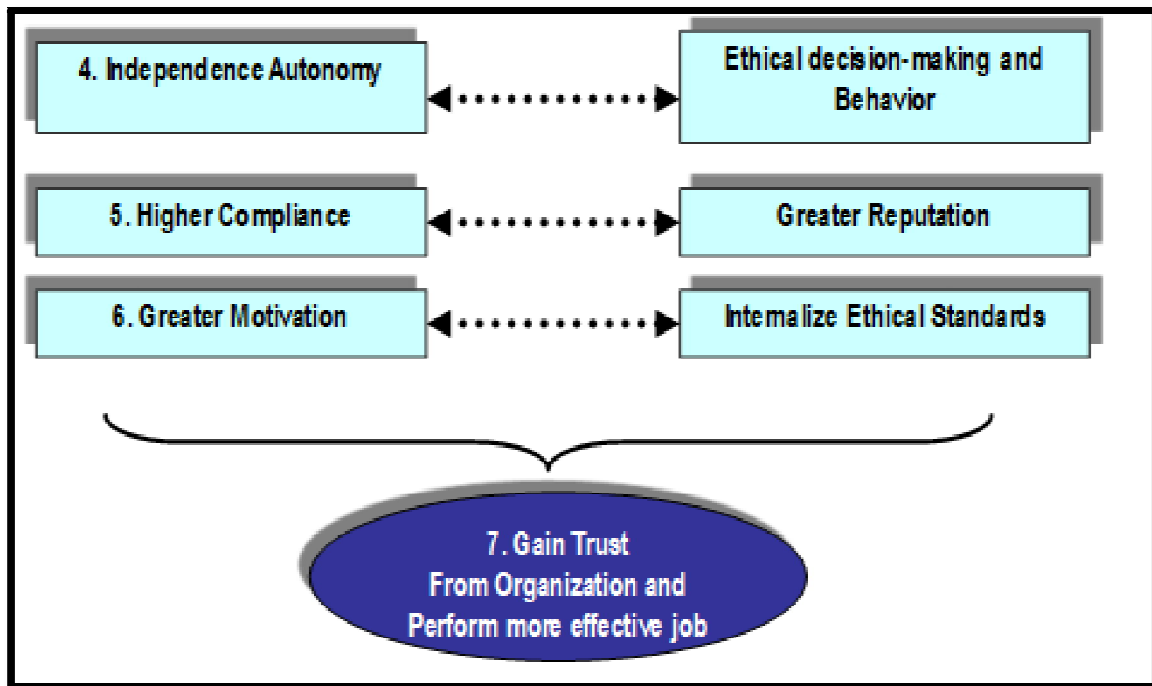 4. Independence Autonomy
Ethical decision-making and
Behavior
5. Higher Compliance
Greater Reputation
6. Greater Motivation
Internalize Ethical Standards
7. Gain Trust
From Organization and
Perform more effective job